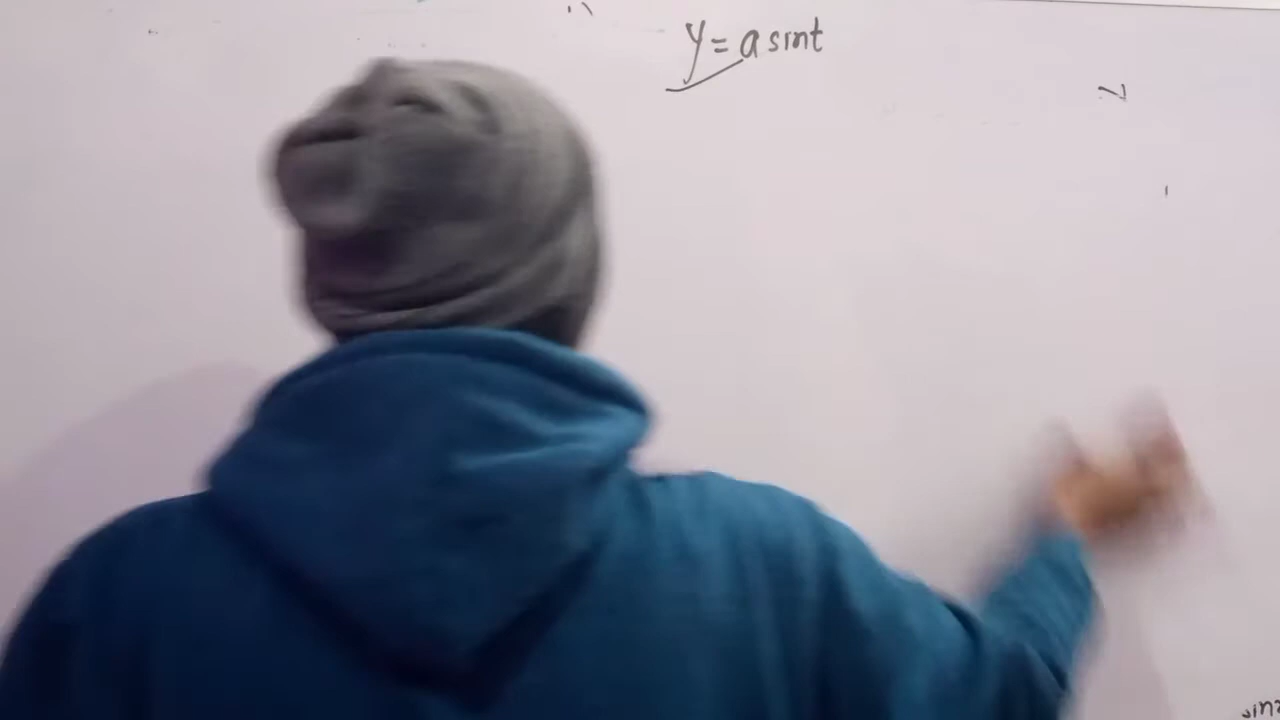 y = a sint